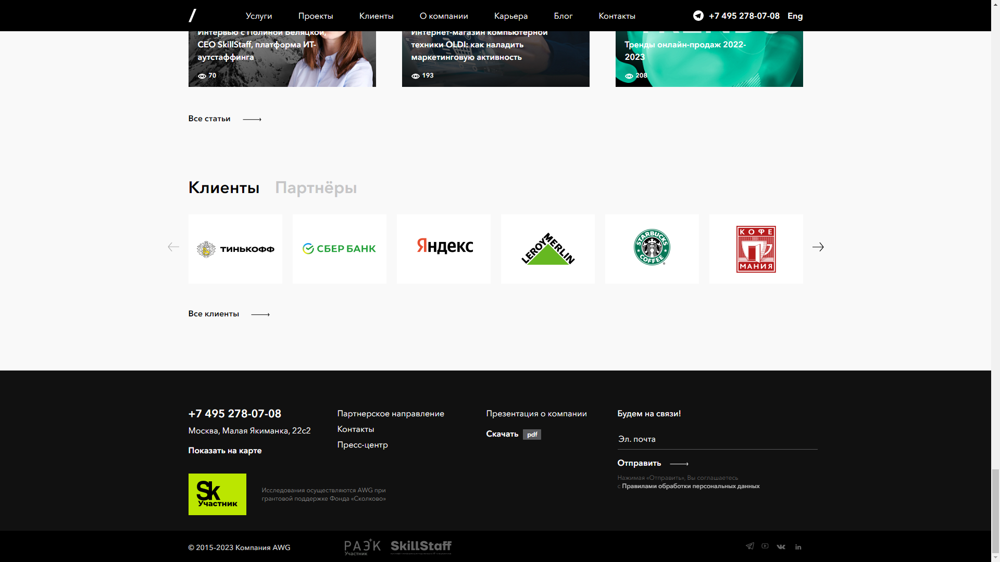 Услуги
Проекты
Клиенты
О компании
Карьера
Блог
Контакты
+7 495 278-07-08
Eng
Интервью с Полиной Беляцкой,
CEO SkillStaff, платформа ИТ-
аутстаффинга
70
Интернет-магазин компьютерной
техники OLDI: как наладить
маркетинговую активность
193
Тренды онлайн-продаж 2022-
2023
208
Все статьи
Клиенты
Партнёры
ТИНЬКОФФ
СБЕР БАНК
Яндекс
LEROY MERLIN
STARBUCKS
COFFEE
КОФЕ
МАНИЯ
Все клиенты
+7 495 278-07-08
Москва, Малая Якиманка, 22с2
Показать на карте
Партнерское направление
Контакты
Пресс-центр
Презентация о компании
Скачать pdf
Будем на связи!
Эл. почта
Отправить
Нажимая «Отправить», Вы соглашаетесь
с Правилами обработки персональных данных
Sk
Участник
Исследования осуществляются AWG при
грантовой поддержке Фонда «Сколково»
© 2015–2023 Компания AWG
РАЭК
Участник
SkillStaff